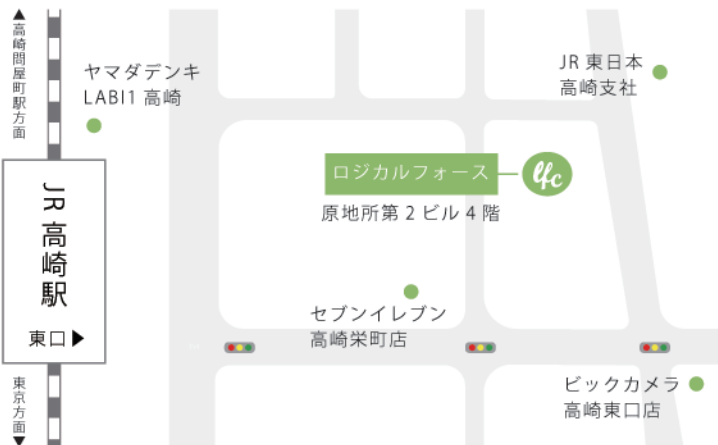 ▲高崎問屋町駅方面
ヤマダデンキ
LABI1 高崎
JR 東日本
高崎支社
ロジカルフォース
lfc
原地所第 2 ビル 4 階
JR 高崎駅
東口▶
セブンイレブン
高崎栄町店
ビックカメラ
高崎東口店
東京方面▼